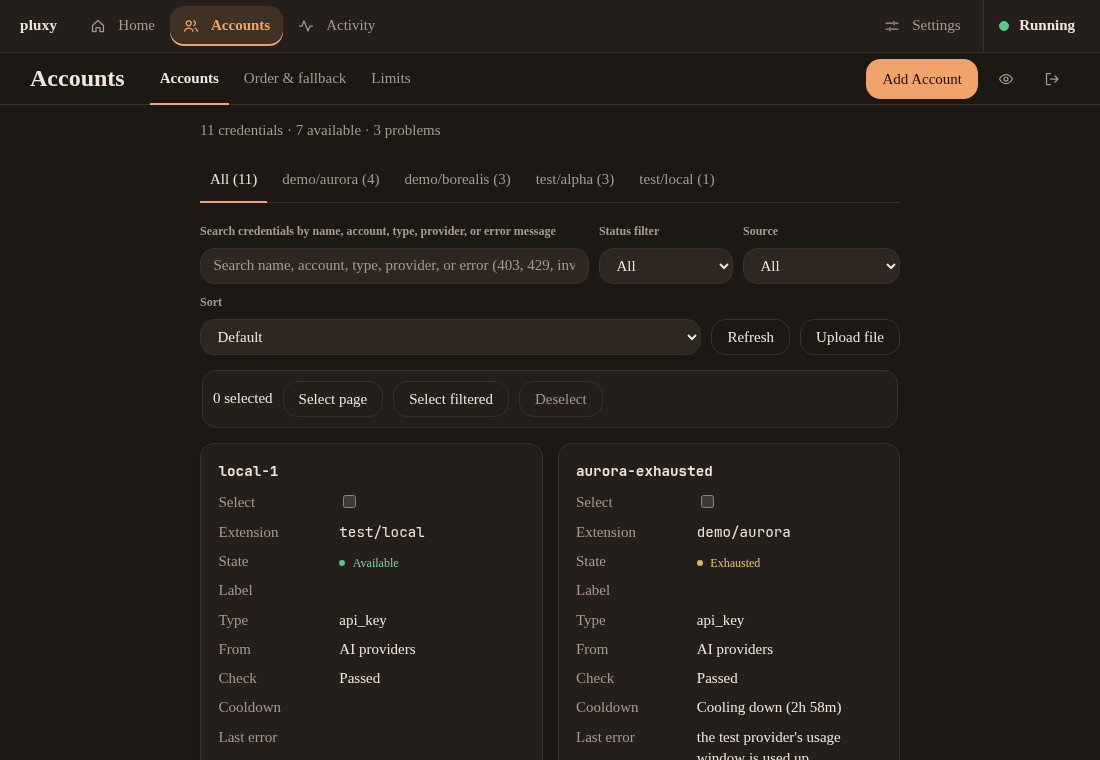 pluxy Home Accounts Activity Settings Running
Accounts Accounts Order & fallback Limits Add Account
11 credentials · 7 available · 3 problems
All (11) demo/aurora (4) demo/borealis (3) test/alpha (3) test/local (1)
Search credentials by name, account, type, provider, or error message Status filter Source
Search name, account, type, provider, or error (403, 429, inv All All
Sort
Default Refresh Upload file
0 selected Select page Select filtered Deselect
local-1
Select
Extension test/local
State Available
Label
Type api_key
From AI providers
Check Passed
Cooldown
Last error
aurora-exhausted
Select
Extension demo/aurora
State Exhausted
Label
Type api_key
From AI providers
Check Passed
Cooldown Cooling down (2h 58m)
Last error the test provider's usage
window is used up